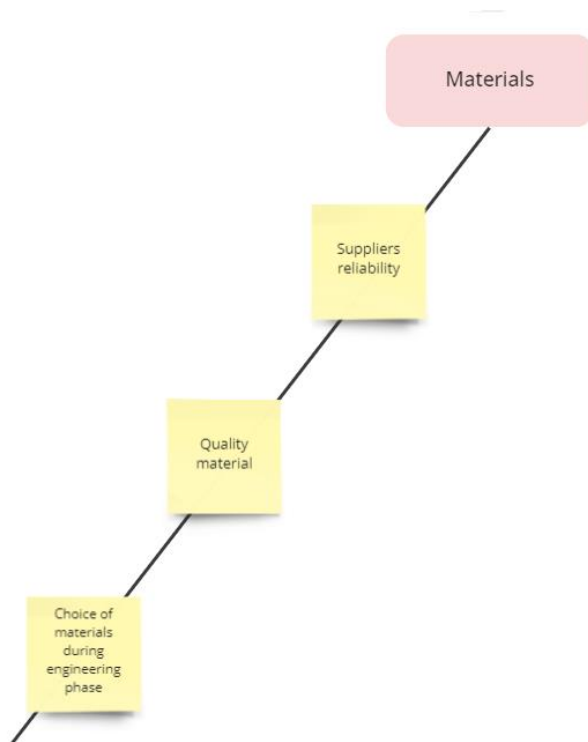 Materials
Suppliers
reliability
Quality
material
Choice of
materials
during
engineering
phase